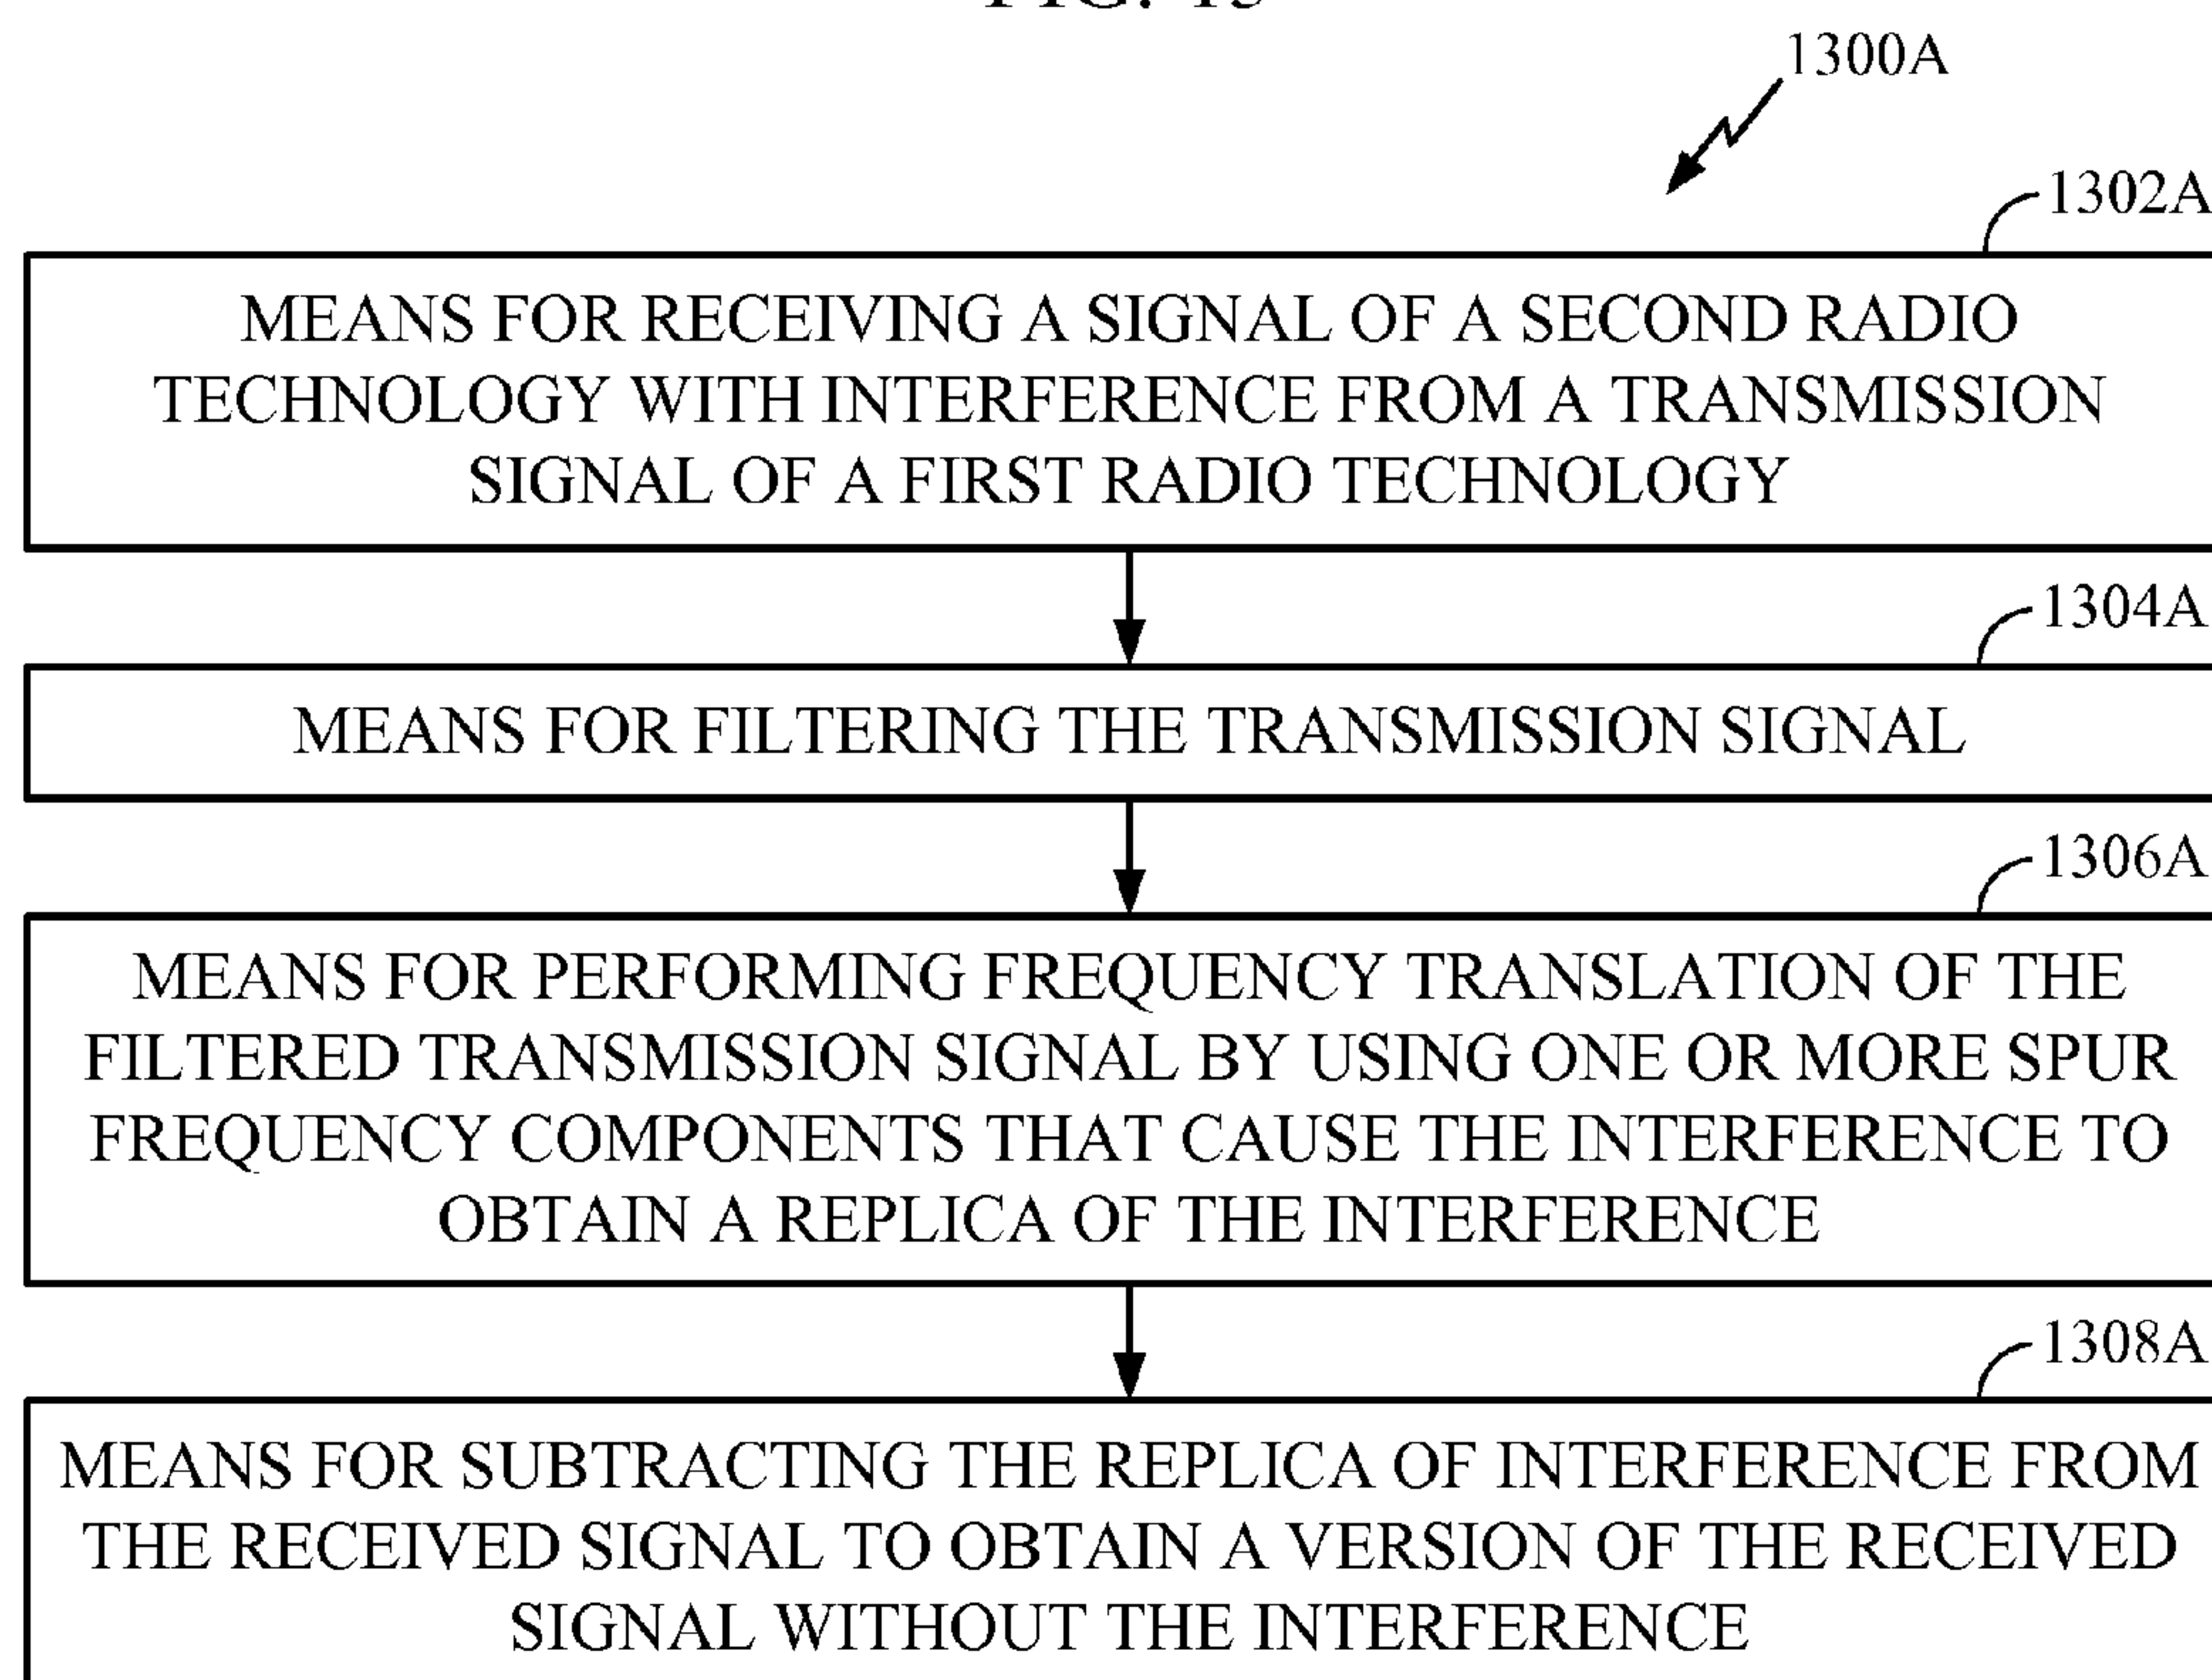 1300A
1302A
MEANS FOR RECEIVING A SIGNAL OF A SECOND RADIO
TECHNOLOGY WITH INTERFERENCE FROM A TRANSMISSION
SIGNAL OF A FIRST RADIO TECHNOLOGY
1304A
MEANS FOR FILTERING THE TRANSMISSION SIGNAL
1306A
MEANS FOR PERFORMING FREQUENCY TRANSLATION OF THE
FILTERED TRANSMISSION SIGNAL BY USING ONE OR MORE SPUR
FREQUENCY COMPONENTS THAT CAUSE THE INTERFERENCE TO
OBTAIN A REPLICA OF THE INTERFERENCE
1308A
MEANS FOR SUBTRACTING THE REPLICA OF INTERFERENCE FROM
THE RECEIVED SIGNAL TO OBTAIN A VERSION OF THE RECEIVED
SIGNAL WITHOUT THE INTERFERENCE